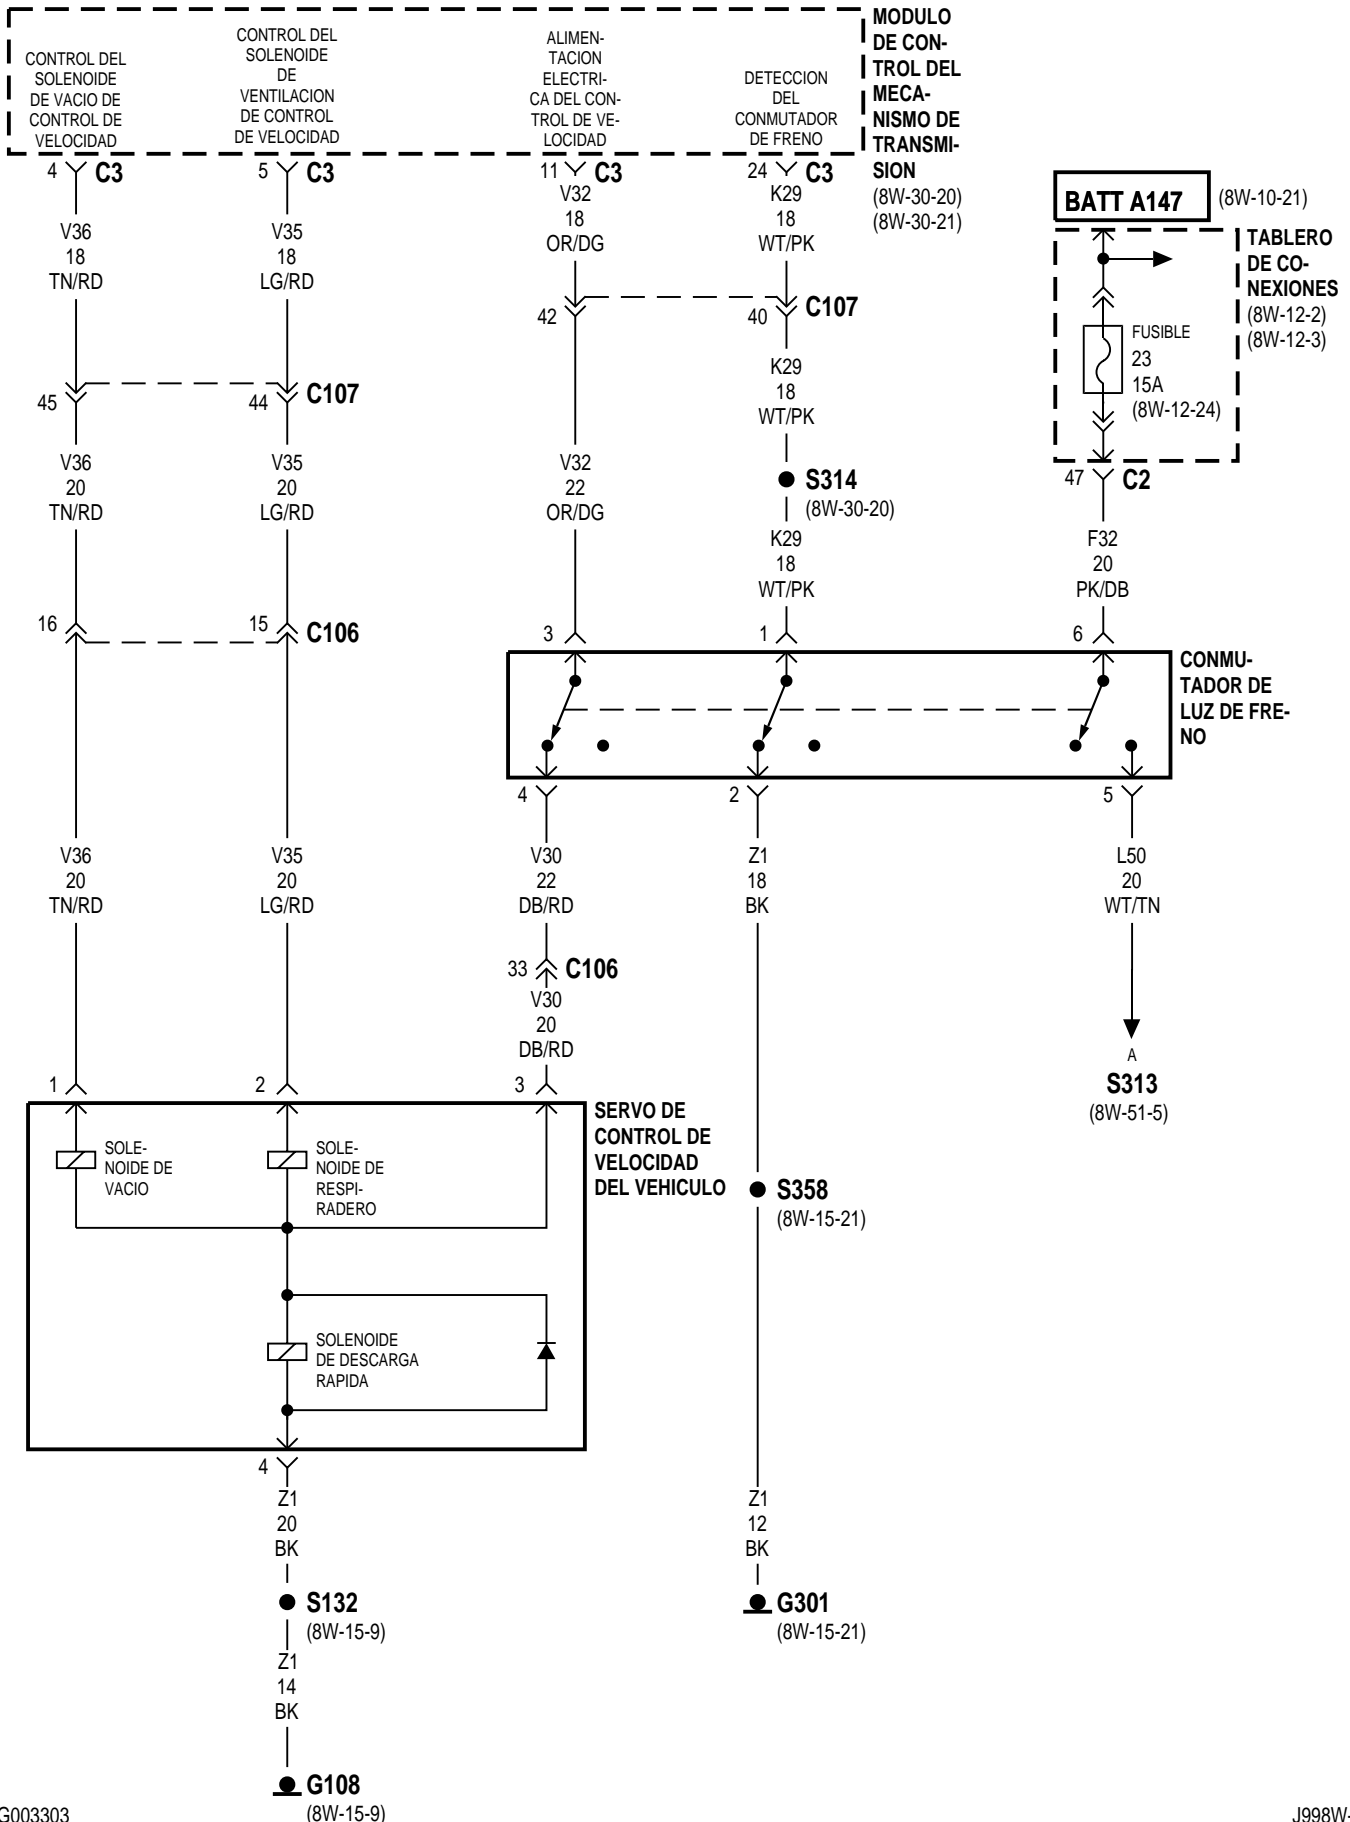 CONTROL DEL
SOLENOIDE
DE VACIO DE
CONTROL DE
VELOCIDAD
CONTROL DEL
SOLENOIDE
DE
VENTILACION
DE CONTROL
DE VELOCIDAD
ALIMEN-
TACION
ELECTRI-
CA DEL CON-
TROL DE VE-
LOCIDAD
DETECCION
DEL
CONMUTADOR
DE FRENO
MODULO
DE CON-
TROL DEL
MECA-
NISMO DE
TRANSMI-
SION
(8W-30-20)
(8W-30-21)
4 C3
5 C3
11 C3
24 C3
V36
18
TN/RD
V35
18
LG/RD
V32
18
OR/DG
K29
18
WT/PK
BATT A147 (8W-10-21)
TABLERO
DE CO-
NEXIONES
(8W-12-2)
(8W-12-3)
FUSIBLE
23
15A
(8W-12-24)
47 C2
42
40 C107
45
44 C107
K29
18
WT/PK
V36
20
TN/RD
V35
20
LG/RD
V32
22
OR/DG
S314
(8W-30-20)
K29
18
WT/PK
F32
20
PK/DB
16
15 C106
3
1
6
CONMU-
TADOR DE
LUZ DE FRE-
NO
4
2
5
V36
20
TN/RD
V35
20
LG/RD
V30
22
DB/RD
Z1
18
BK
L50
20
WT/TN
33 C106
V30
20
DB/RD
A
S313
(8W-51-5)
1
2
3
SERVO DE
CONTROL DE
VELOCIDAD
DEL VEHICULO
SOLE-
NOIDE DE
VACIO
SOLE-
NOIDE DE
RESPI-
RADERO
S358
(8W-15-21)
SOLENOIDE
DE DESCARGA
RAPIDA
4
Z1
20
BK
Z1
12
BK
S132
(8W-15-9)
G301
(8W-15-21)
Z1
14
BK
G108
(8W-15-9)
G003303
J998W-